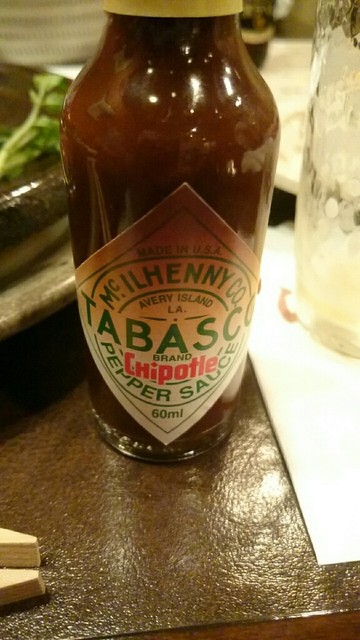 MADE IN U.S.A.
McILHENNY CO.
AVERY ISLAND
LA.
TABASCO
BRAND
CHiPOTle
PEPPER SAUCE
60ml